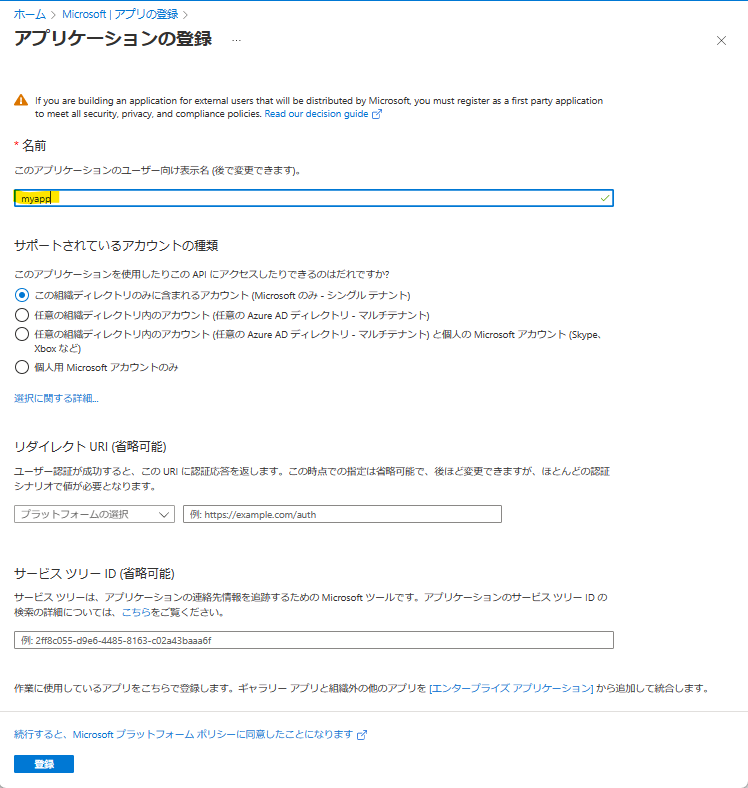 ホーム > Microsoft | アプリの登録 >
アプリケーションの登録 …
If you are building an application for external users that will be distributed by Microsoft, you must register as a first party application
to meet all security, privacy, and compliance policies. Read our decision guide
* 名前
このアプリケーションのユーザー向け表示名 (後で変更できます)。
myapp
サポートされているアカウントの種類
このアプリケーションを使用したりこの API にアクセスしたりできるのはだれですか?
この組織ディレクトリのみに含まれるアカウント (Microsoft のみ - シングル テナント)
任意の組織ディレクトリ内のアカウント (任意の Azure AD ディレクトリ - マルチテナント)
任意の組織ディレクトリ内のアカウント (任意の Azure AD ディレクトリ - マルチテナント) と個人の Microsoft アカウント (Skype、
Xbox など)
個人用 Microsoft アカウントのみ
選択に関する詳細...
リダイレクト URI (省略可能)
ユーザー認証が成功すると、この URI に認証応答を返します。この時点での指定は省略可能で、後ほど変更できますが、ほとんどの認証
シナリオで値が必要となります。
プラットフォームの選択 例: https://example.com/auth
サービス ツリー ID (省略可能)
サービス ツリーは、アプリケーションの連絡先情報を追跡するための Microsoft ツールです。アプリケーションのサービス ツリー ID の
検索の詳細については、こちらをご覧ください。
例: 2ff8c055-d9e6-4485-8163-c02a43baaa6f
作業に使用しているアプリをこちらで登録します。ギャラリー アプリと組織外の他のアプリを [エンタープライズ アプリケーション] から追加して統合します。
続行すると、Microsoft プラットフォーム ポリシーに同意したことになります
登録